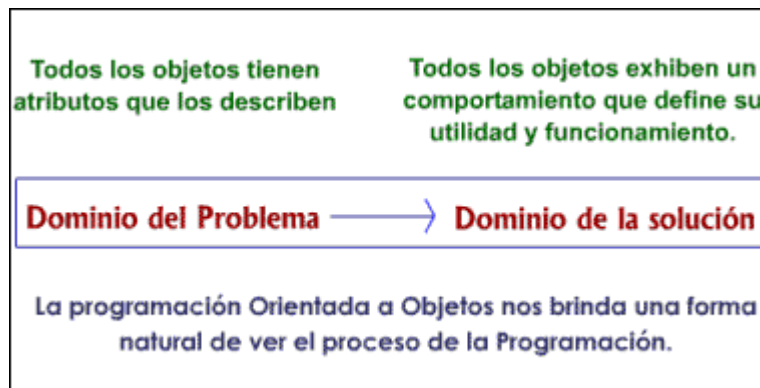 Todos los objetos tienen
atributos que los describen
Todos los objetos exhiben un
comportamiento que define su
utilidad y funcionamiento.
Dominio del Problema
Dominio de la solución
La programación Orientada a Objetos nos brinda una forma
natural de ver el proceso de la Programación.